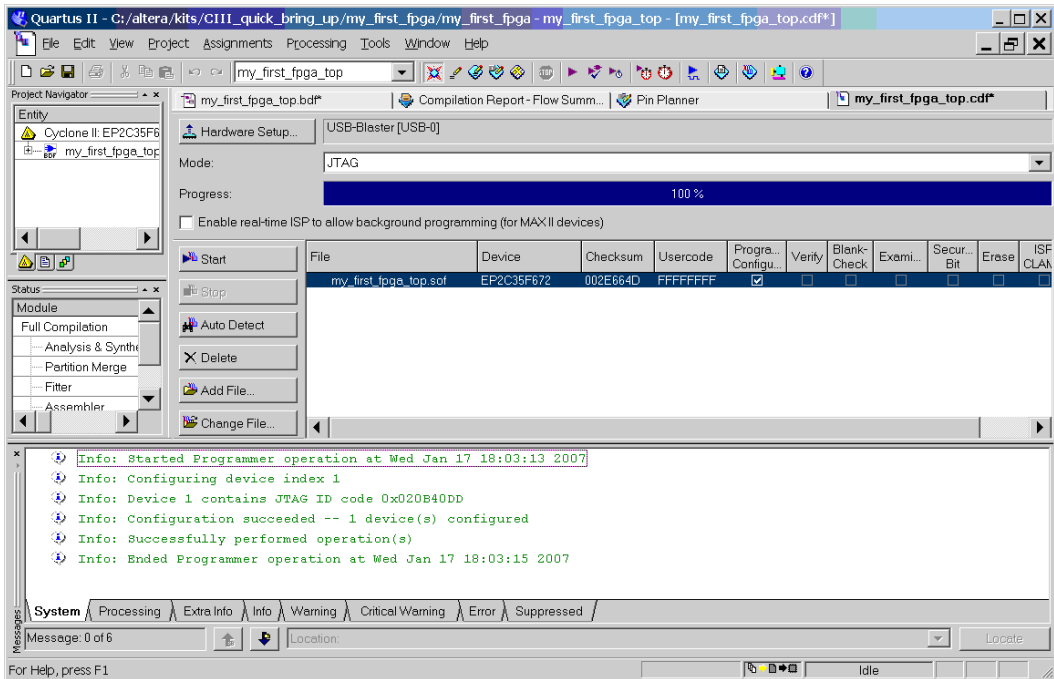 Quartus II - C:/altera/kits/CIII_quick_bring_up/my_first_fpga/my_first_fpga - my_first_fpga_top - [my_first_fpga_top.cdf*]
File Edit View Project Assignments Processing Tools Window Help
my_first_fpga_top
Project Navigator
my_first_fpga_top.bdf*
Compilation Report - Flow Summ...
Pin Planner
my_first_fpga_top.cdf*
Entity
Cyclone II: EP2C35F6
BDF my_first_fpga_top
Hardware Setup...
USB-Blaster [USB-0]
Mode:
JTAG
Progress:
100 %
Enable real-time ISP to allow background programming (for MAX II devices)
Start
Stop
Auto Detect
Delete
Add File...
Change File...
File Device Checksum Usercode Progra... Configu... Verify Blank- Check Exami... Secur... Bit Erase ISP CLAM
my_first_fpga_top.sof EP2C35F672 002E664D FFFFFFFF
Status
Module
Full Compilation
Analysis & Synthe
Partition Merge
Fitter
Assembler
Info: Started Programmer operation at Wed Jan 17 18:03:13 2007
Info: Configuring device index 1
Info: Device 1 contains JTAG ID code 0x020B40DD
Info: Configuration succeeded -- 1 device(s) configured
Info: Successfully performed operation(s)
Info: Ended Programmer operation at Wed Jan 17 18:03:15 2007
System Processing Extra Info Info Warning Critical Warning Error Suppressed
Messages
Message: 0 of 6
Location:
Locate
For Help, press F1
Idle